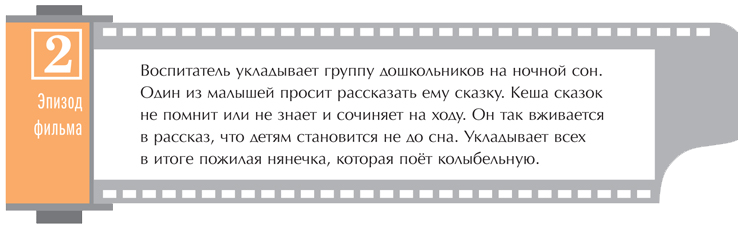 2
Эпизод
фильма
Воспитатель укладывает группу дошкольников на ночной сон.
Один из малышей просит рассказать ему сказку. Кеша сказок
не помнит или не знает и сочиняет на ходу. Он так вживается
в рассказ, что детям становится не до сна. Укладывает всех
в итоге пожилая нянечка, которая поёт колыбельную.